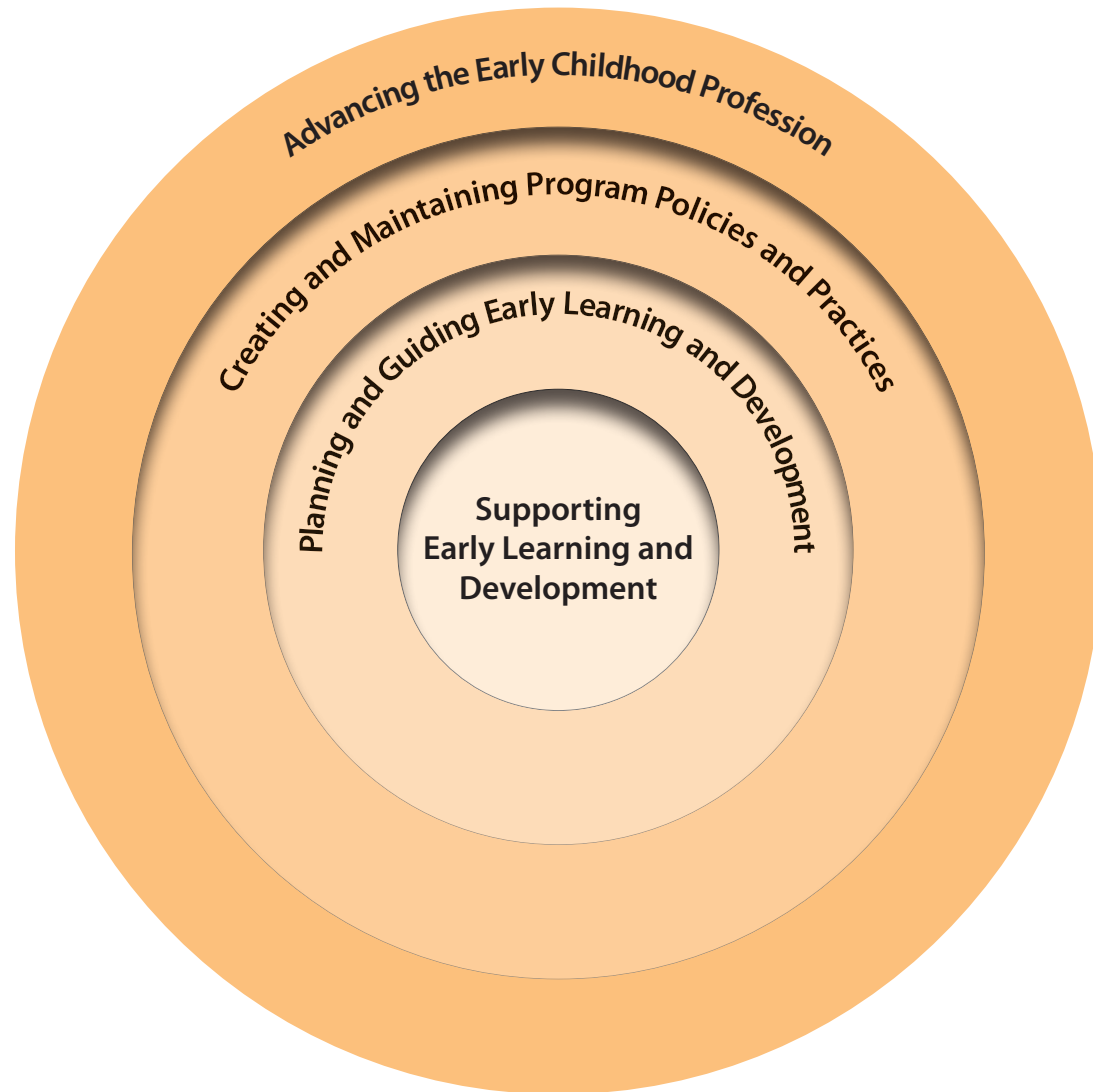 Advancing the Early Childhood Profession
Creating and Maintaining Program Policies and Practices
Planning and Guiding Early Learning and Development
Supporting
Early Learning and
Development